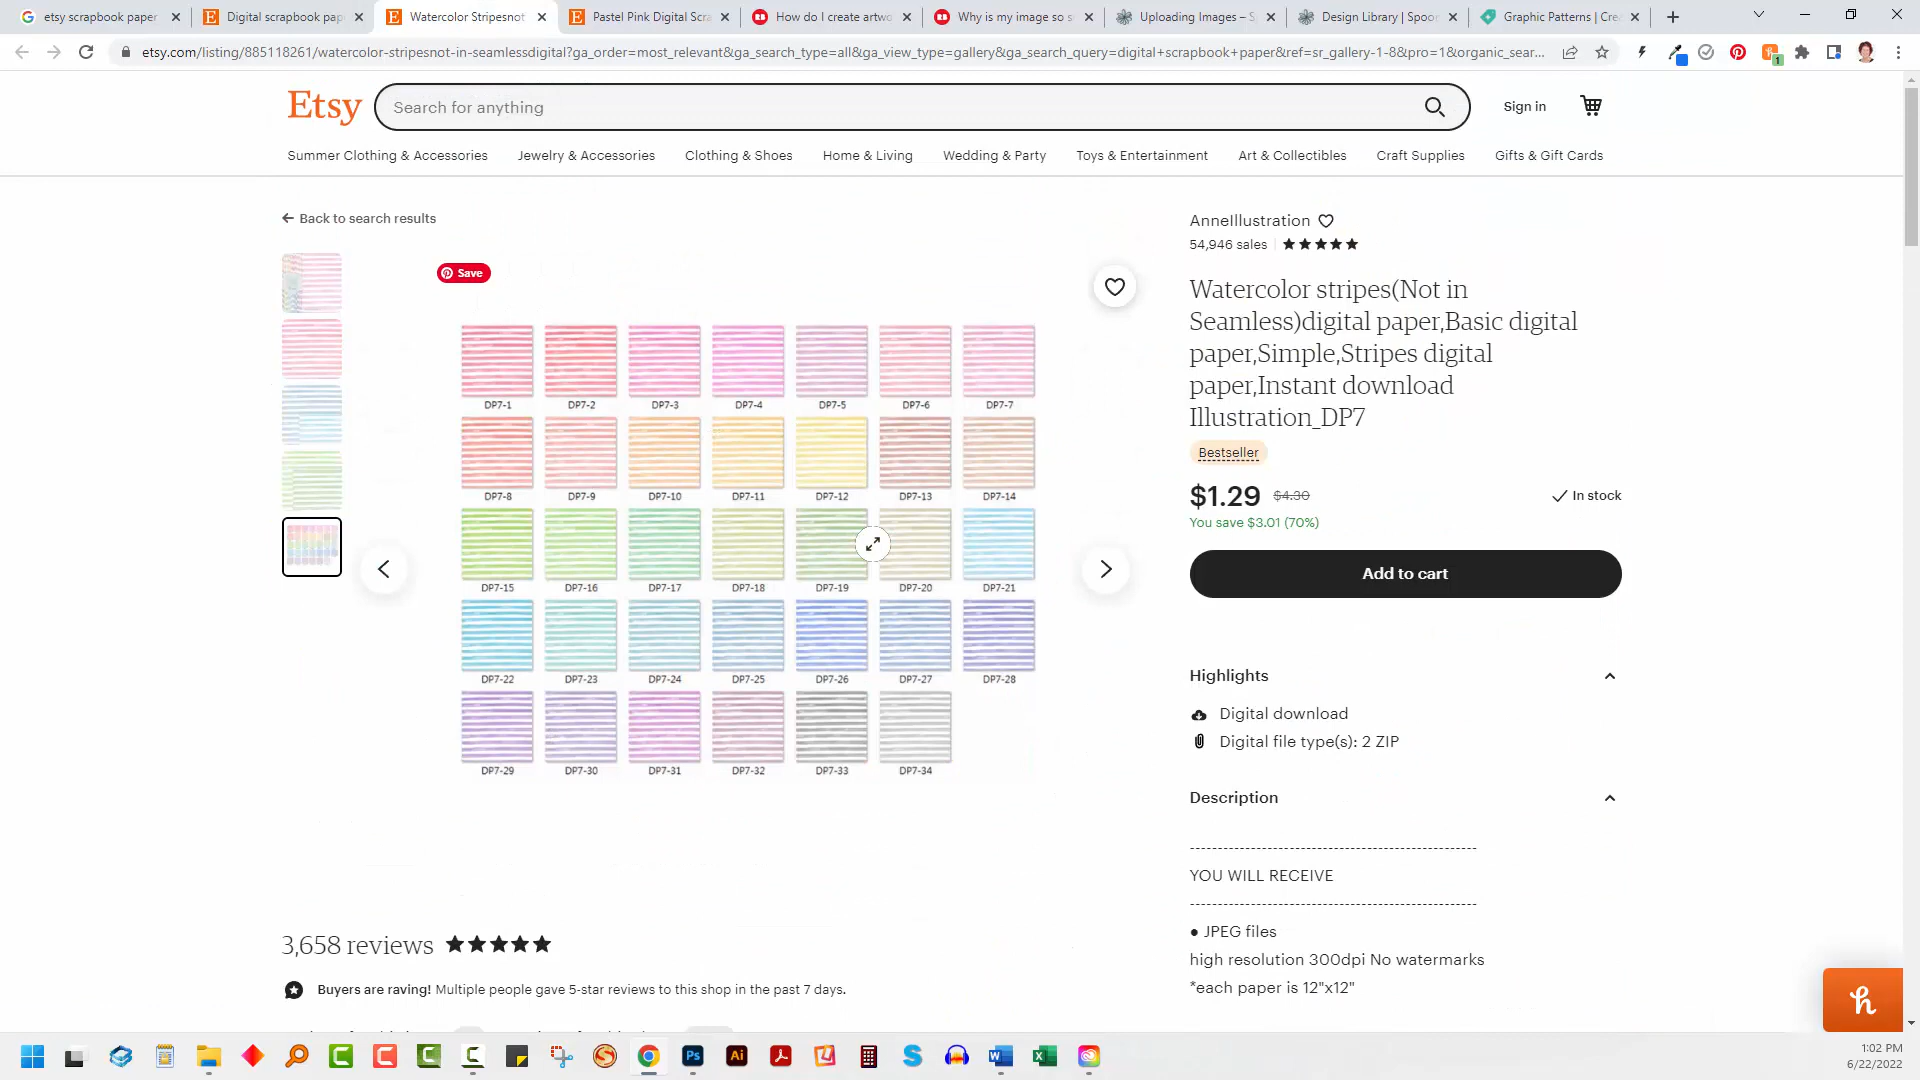 etsy scrapbook paper
Digital scrapbook pap
Watercolor Stripesnot
Pastel Pink Digital Scra
How do I create artwo
Why is my image so s
Uploading Images – S
Design Library | Spoon
Graphic Patterns | Crea
etsy.com/listing/885118261/watercolor-stripesnot-in-seamlessdigital?ga_order=most_relevant&ga_search_type=all&ga_view_type=gallery&ga_search_query=digital+scrapbook+paper&ref=sr_gallery-1-8&pro=1&organic_sear...
1
Etsy
Search for anything
Sign in
Summer Clothing & Accessories
Jewelry & Accessories
Clothing & Shoes
Home & Living
Wedding & Party
Toys & Entertainment
Art & Collectibles
Craft Supplies
Gifts & Gift Cards
Back to search results
Save
DP7-1 DP7-2 DP7-3 DP7-4 DP7-5 DP7-6 DP7-7
DP7-8 DP7-9 DP7-10 DP7-11 DP7-12 DP7-13 DP7-14
DP7-15 DP7-16 DP7-17 DP7-18 DP7-19 DP7-20 DP7-21
DP7-22 DP7-23 DP7-24 DP7-25 DP7-26 DP7-27 DP7-28
DP7-29 DP7-30 DP7-31 DP7-32 DP7-33 DP7-34
AnneIllustration
54,946 sales
Watercolor stripes(Not in
Seamless)digital paper,Basic digital
paper,Simple,Stripes digital
paper,Instant download
Illustration_DP7
Bestseller
$1.29 $4.30
In stock
You save $3.01 (70%)
Add to cart
Highlights
Digital download
Digital file type(s): 2 ZIP
Description
--------------------------------------------------
YOU WILL RECEIVE
--------------------------------------------------
● JPEG files
high resolution 300dpi No watermarks
*each paper is 12"x12"
3,658 reviews
Buyers are raving! Multiple people gave 5-star reviews to this shop in the past 7 days.
h
Ps
Ai
1:02 PM
6/22/2022